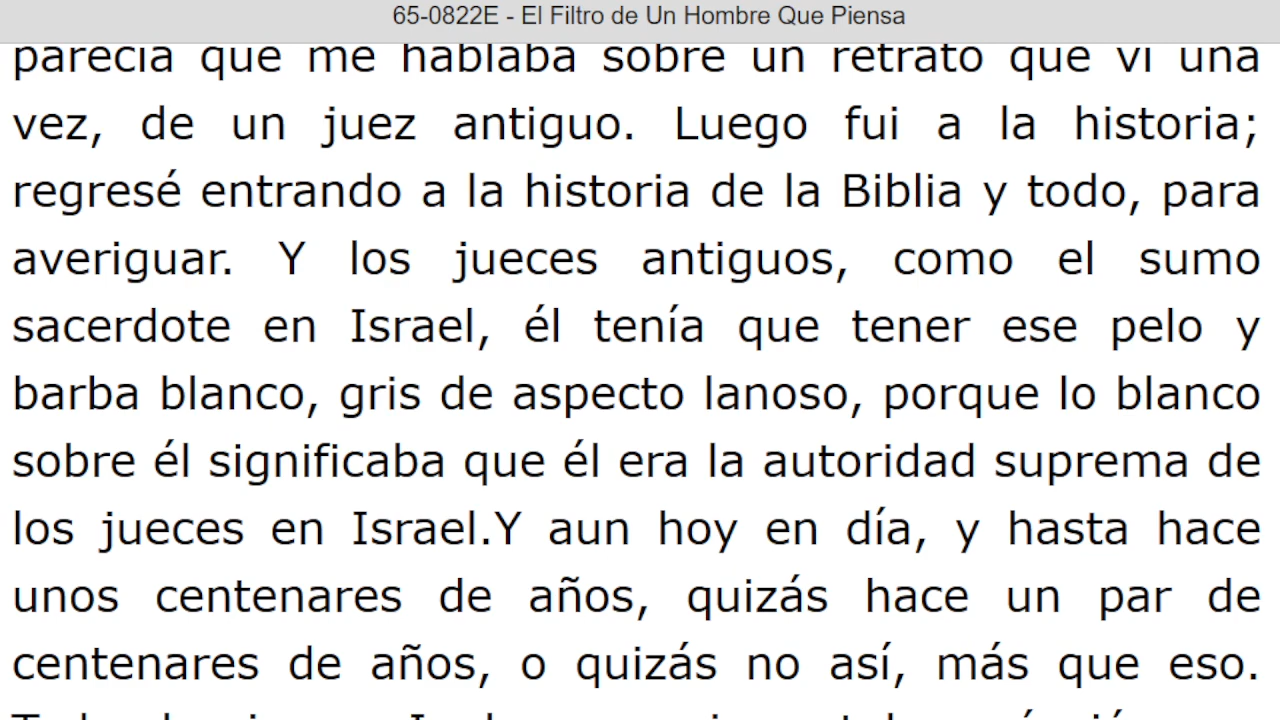 65-0822E - El Filtro de Un Hombre Que Piensa
parecía que me hablaba sobre un retrato que vi una
vez, de un juez antiguo. Luego fui a la historia;
regresé entrando a la historia de la Biblia y todo, para
averiguar. Y los jueces antiguos, como el sumo
sacerdote en Israel, él tenía que tener ese pelo y
barba blanco, gris de aspecto lanoso, porque lo blanco
sobre él significaba que él era la autoridad suprema de
los jueces en Israel.Y aun hoy en día, y hasta hace
unos centenares de años, quizás hace un par de
centenares de años, o quizás no así, más que eso.